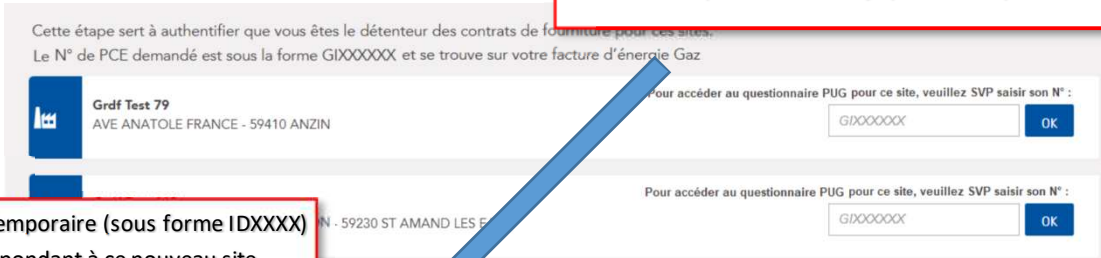 Cette étape sert à authentifier que vous êtes le détenteur des contrats de fourniture pour ces sites.
Le N° de PCE demandé est sous la forme GIXXXXXX et se trouve sur votre facture d'énergie Gaz
Grdf Test 79
AVE ANATOLE FRANCE - 59410 ANZIN
Pour accéder au questionnaire PUG pour ce site, veuillez SVP saisir son N° :
GIXXXXXX
OK
- 59230 ST AMAND LES
Pour accéder au questionnaire PUG pour ce site, veuillez SVP saisir son N° :
GIXXXXXX
OK
emporaire (sous forme IDXXXX)
pondant à ce nouveau site